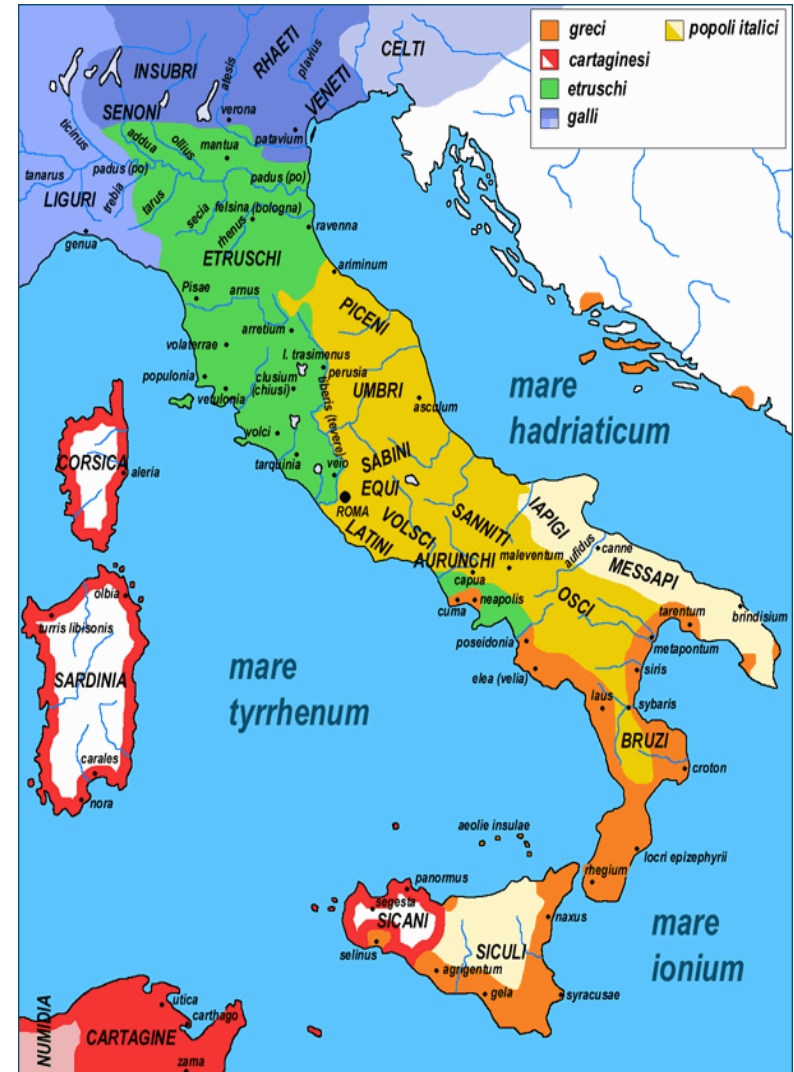 greci
popoli italici
cartaginesi
etruschi
galli
CELTI
RHAETI
INSUBRI
atesis
plavius
VENETI
SENONI
verona
patavium
ticinus
addua
ollius
mantua
padus (po)
padus (po)
tanarus
LIGURI
trebia
tarus
secia
felsina (bologna)
rhenus
ravenna
genua
ETRUSCHI
ariminum
Pisae
arnus
PICENI
arretium
volaterrae
l. trasimenus
populonia
clusium
(chiusi)
perusia
vetulonia
tiberis (tevere)
UMBRI
asculum
mare
hadriaticum
volci
SABINI
tarquinia
veio
EQUI
CORSICA
aleria
ROMA
LATINI
VOLSCI
SANNITI
IAPIGI
AURUNCHI
maleventum
aufidus
canne
MESSAPI
capua
olbia
cuma
neapolis
OSCI
tarentum
brindisium
turris libisonis
poseidonia
metapontum
elea (velia)
siris
SARDINIA
mare
tyrrhenum
laus
sybaris
BRUZI
carales
croton
nora
aeolie insulae
locri epizephyrii
panormus
rhegium
segesta
SICANI
naxus
selinus
SICULI
mare
ionium
agrigentum
gela
syracusae
utica
carthago
NUMIDIA
CARTAGINE
zama